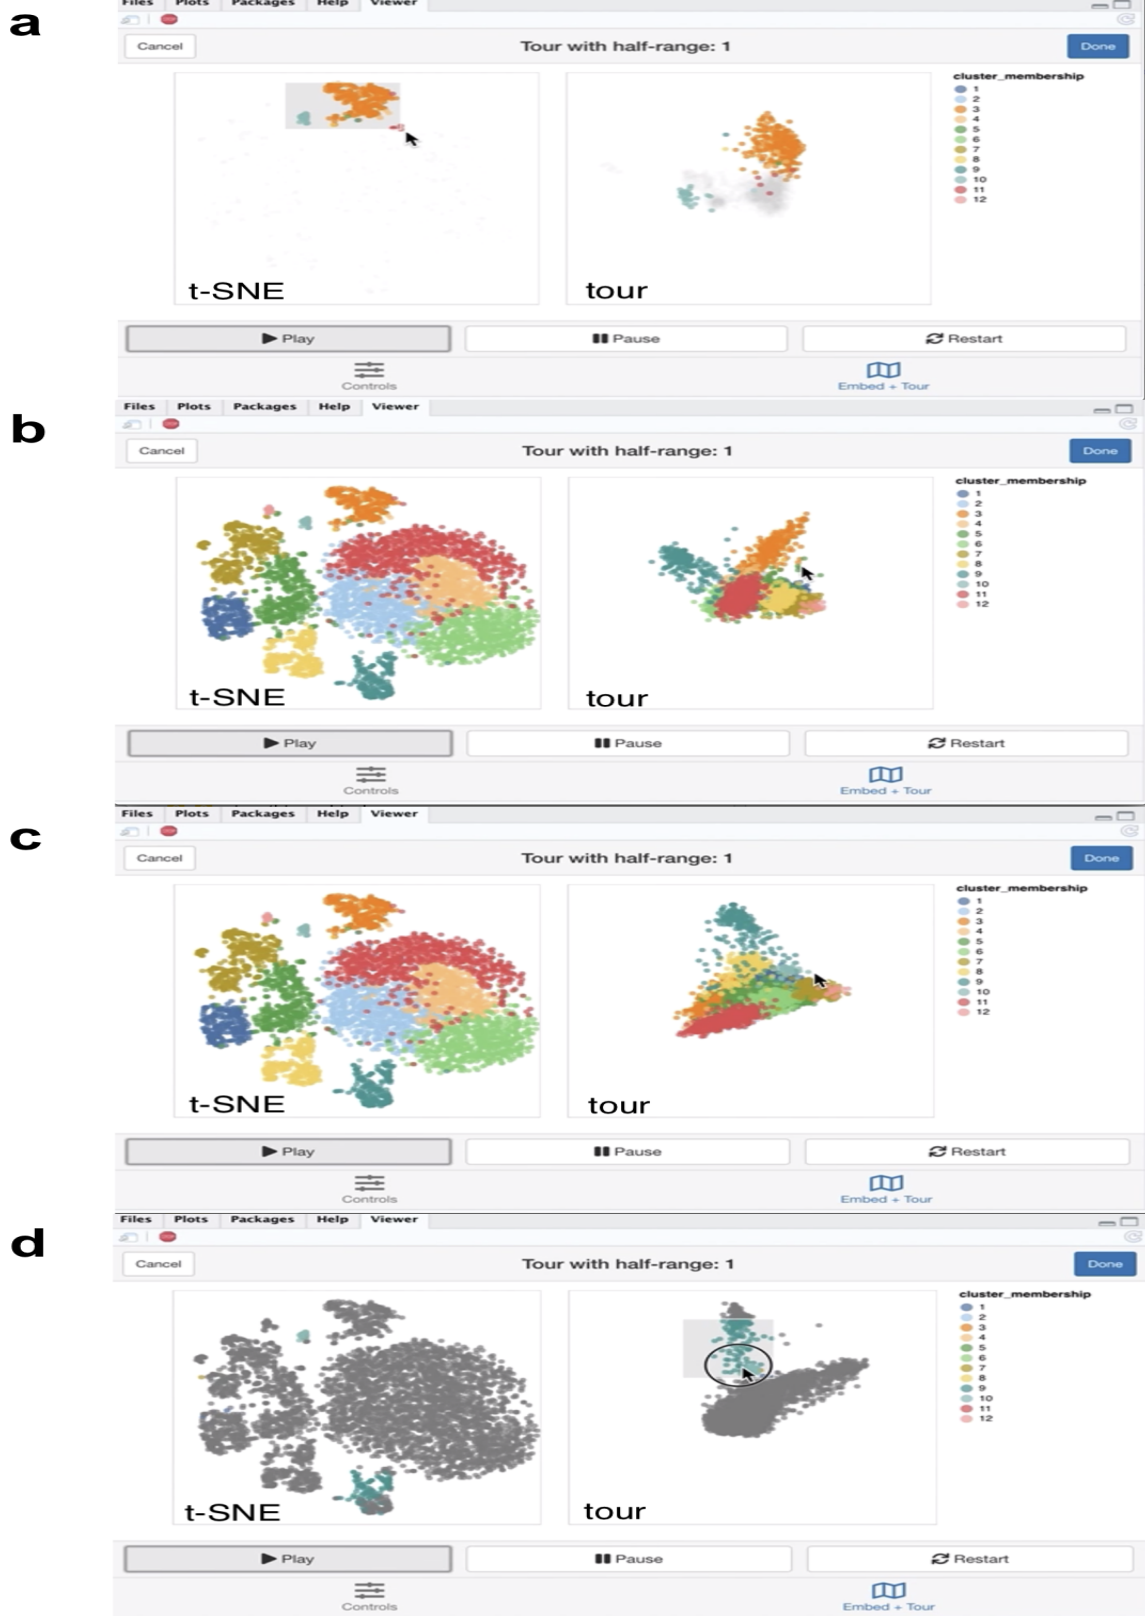 a
Files Plots Packages Help Viewer
Cancel
Tour with half-range: 1
Done
cluster_membership
1
2
3
4
5
6
7
8
9
10
11
12
t-SNE
tour
Play
Pause
Restart
Controls
Embed + Tour
b
Files Plots Packages Help Viewer
Cancel
Tour with half-range: 1
Done
cluster_membership
1
2
3
4
5
6
7
8
9
10
11
12
t-SNE
tour
Play
Pause
Restart
Controls
Embed + Tour
c
Files Plots Packages Help Viewer
Cancel
Tour with half-range: 1
Done
cluster_membership
1
2
3
4
5
6
7
8
9
10
11
12
t-SNE
tour
Play
Pause
Restart
Controls
Embed + Tour
d
Files Plots Packages Help Viewer
Cancel
Tour with half-range: 1
Done
cluster_membership
1
2
3
4
5
6
7
8
9
10
11
12
t-SNE
tour
Play
Pause
Restart
Controls
Embed + Tour